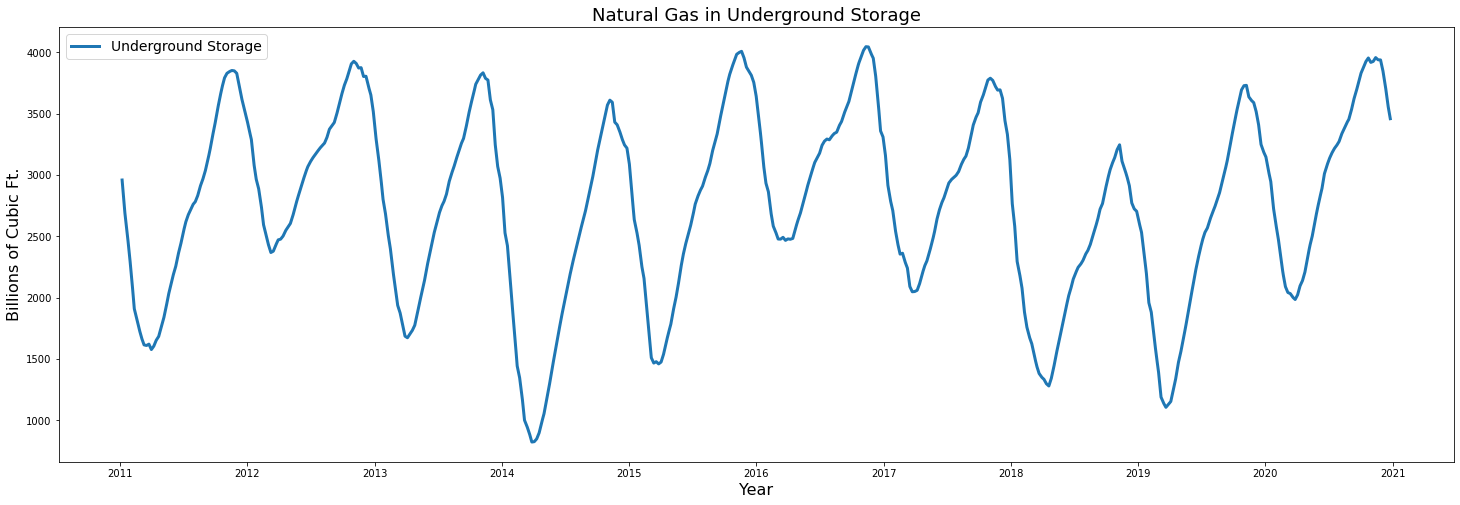 Natural Gas in Underground Storage
Underground Storage
Billions of Cubic Ft.
4000
3500
3000
2500
2000
1500
1000
2011 2012 2013 2014 2015 2016 2017 2018 2019 2020 2021
Year